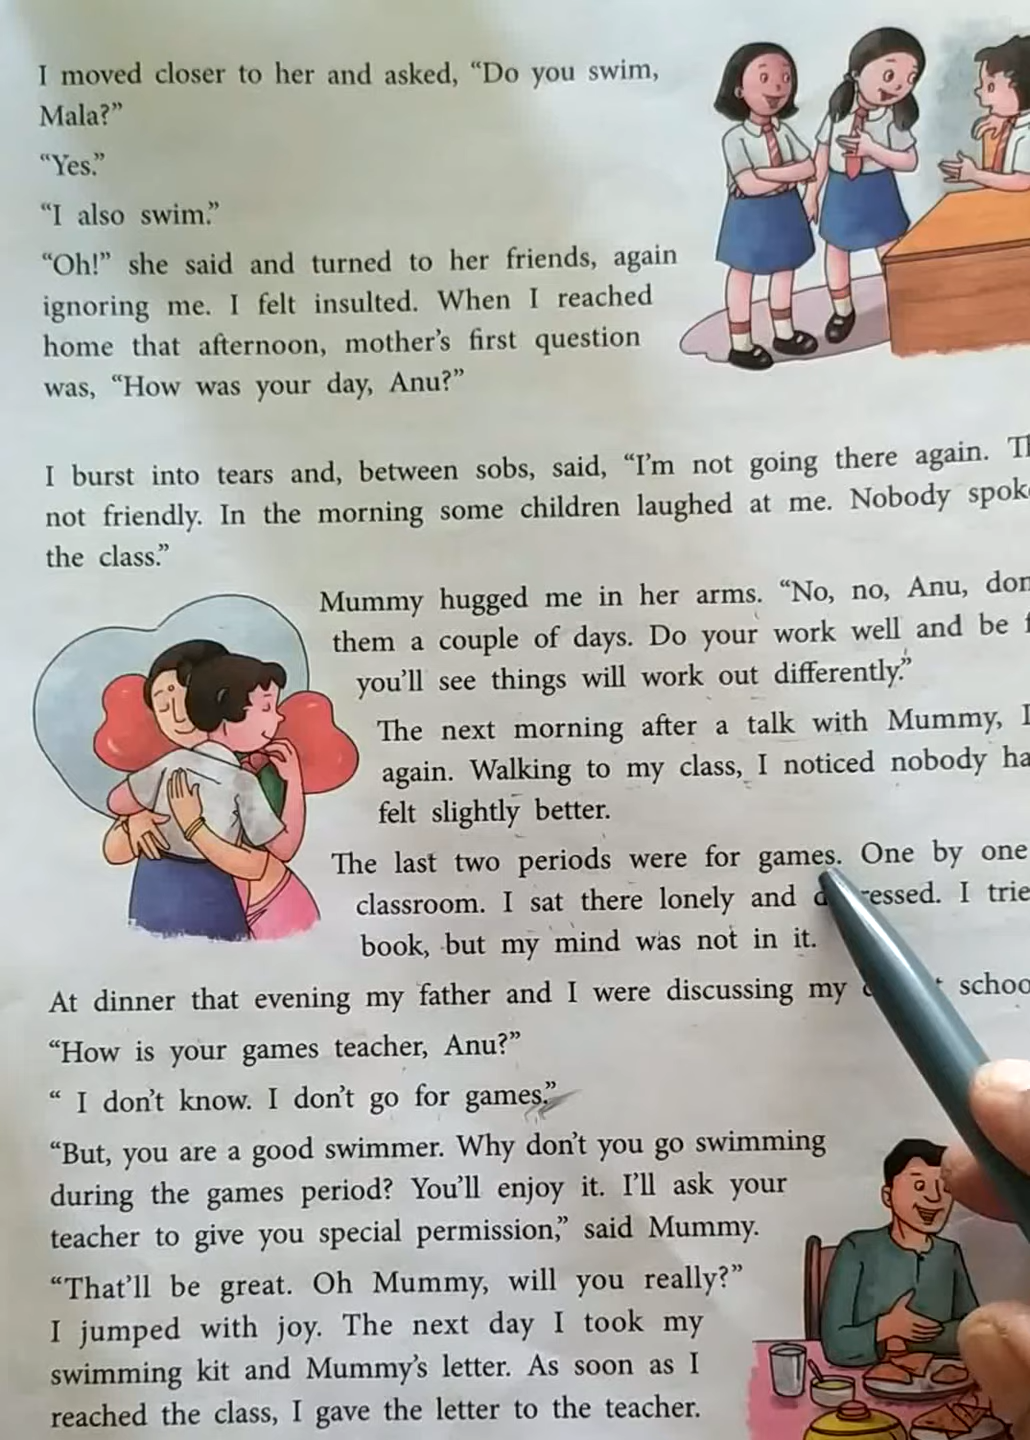 I moved closer to her and asked, “Do you swim,
Mala?”
“Yes.”
“I also swim.”
“Oh!” she said and turned to her friends, again
ignoring me. I felt insulted. When I reached
home that afternoon, mother’s first question
was, “How was your day, Anu?”
I burst into tears and, between sobs, said, “I’m not going there again.
not friendly. In the morning some children laughed at me. Nobody
the class.”
Mummy hugged me in her arms. “No, no, Anu,
them a couple of days. Do your work well and be
you’ll see things will work out differently.”
The next morning after a talk with Mummy, I
again. Walking to my class, I noticed nobody
felt slightly better.
The last two periods were for games. One by one
classroom. I sat there lonely and I
book, but my mind was not in it.
At dinner that evening my father and I were discussing my
“How is your games teacher, Anu?”
“ I don’t know. I don’t go for games.”
“But, you are a good swimmer. Why don’t you go swimming
during the games period? You’ll enjoy it. I’ll ask your
teacher to give you special permission,” said Mummy.
“That’ll be great. Oh Mummy, will you really?”
I jumped with joy. The next day I took my
swimming kit and Mummy’s letter. As soon as I
reached the class, I gave the letter to the teacher.